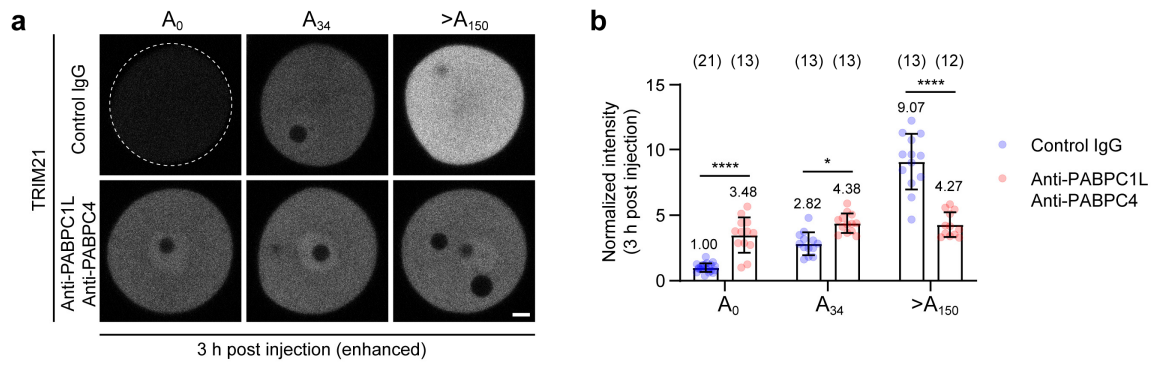 a
A₀
A₃₄
>A₁₅₀
TRIM21
Control IgG
Anti-PABPC1L
Anti-PABPC4
3 h post injection (enhanced)
b
(21) (13)
(13) (13)
(13) (12)
Normalized intensity
(3 h post injection)
15
10
5
0
****
*
****
1.00
3.48
2.82
4.38
9.07
4.27
A₀
A₃₄
>A₁₅₀
Control IgG
Anti-PABPC1L
Anti-PABPC4